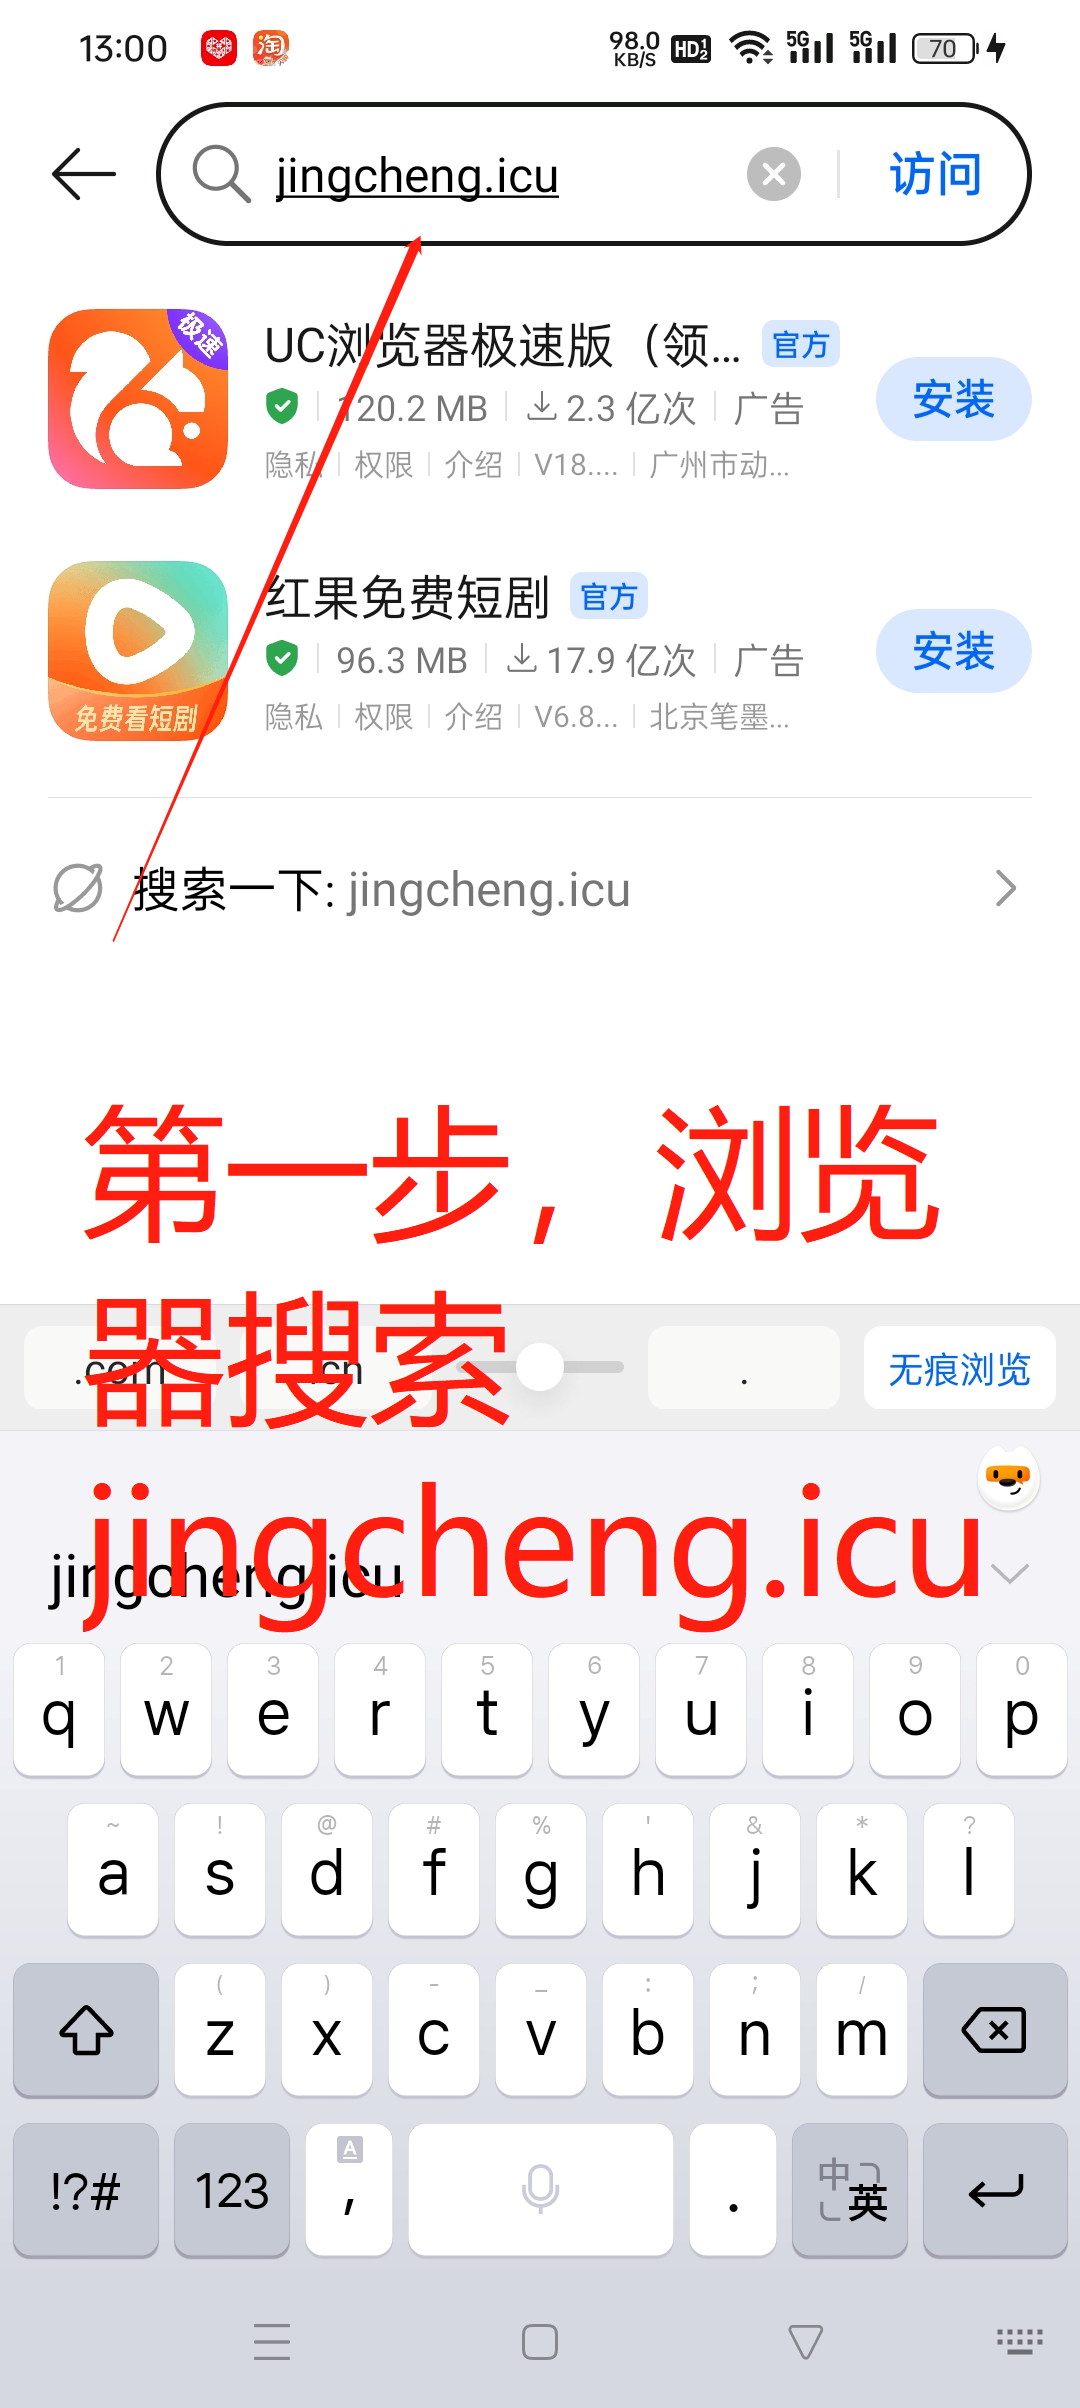 13:00
98.0 KB/S HD 1 2 5G 5G 70
jingcheng.icu 访问
极速
UC浏览器极速版（领... 官方
120.2 MB 2.3 亿次 广告
安装
隐私 权限 介绍 V18.... 广州市动...
红果免费短剧 官方
96.3 MB 17.9 亿次 广告
安装
免费看短剧
隐私 权限 介绍 V6.8... 北京笔墨...
搜索一下: jingcheng.icu
第一步，浏览
器搜索
jingcheng.icu
.com .cn . 无痕浏览
jingcheng.icu
1 2 3 4 5 6 7 8 9 0
q w e r t y u i o p
~ ! @ # % ' & * ?
a s d f g h j k l
( ) - _ : ; /
z x c v b n m
!?# 123 A , . 中 英